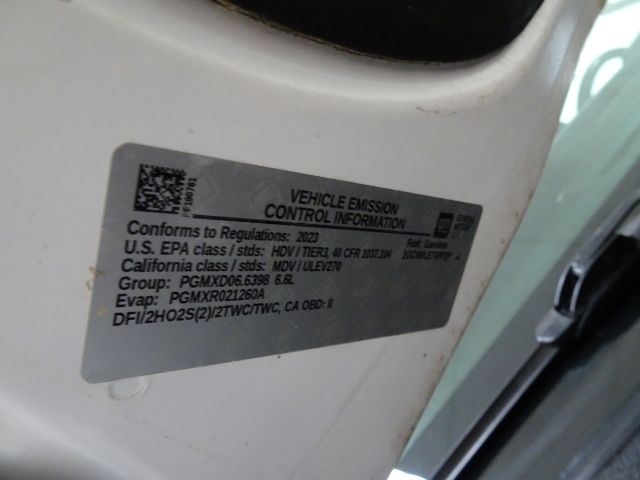 VEHICLE EMISSION
CONTROL INFORMATION
Conforms to Regulations: 2023
U.S. EPA class / stds: HDV / TIER3, 40 CFR 1037.104
California class / stds: MDV / ULEV270
Group: PGMXD06.6398 6.6L
Evap: PGMXR021260A
DFI/2HO2S(2)/2TWC/TWC, CA OBD: II
Fuel: Gasoline
GENERAL